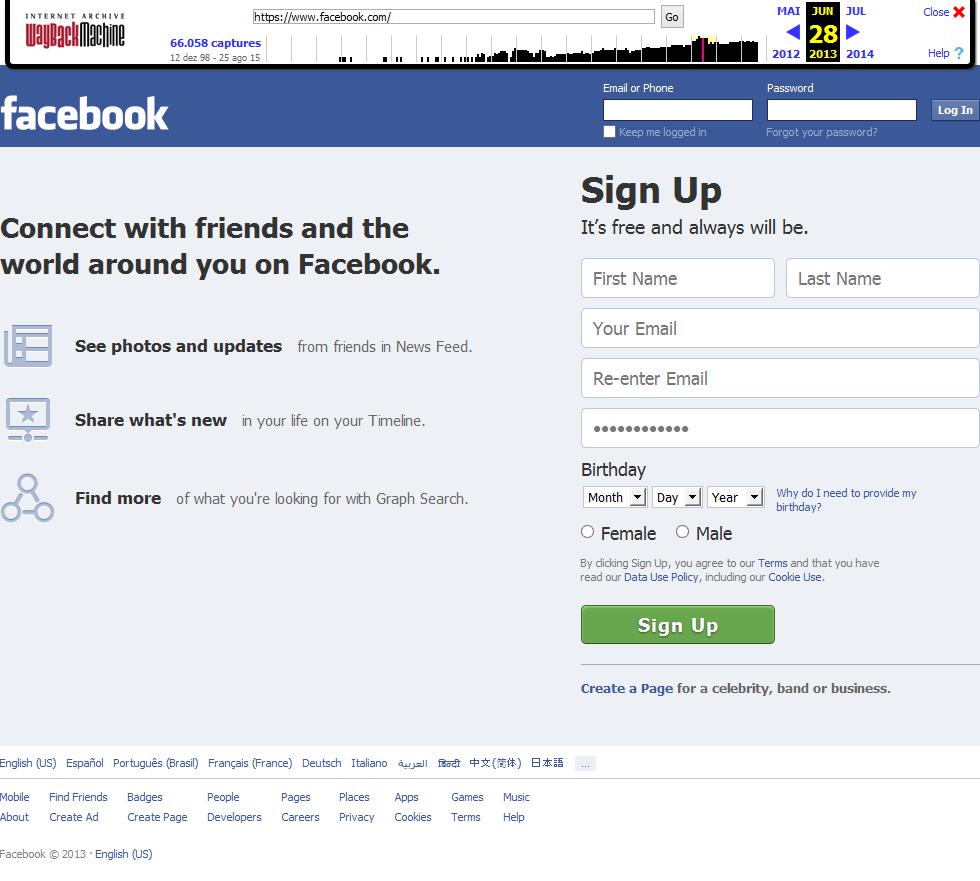 INTERNET ARCHIVE
WayBackMachine
https://www.facebook.com/
Go
66.058 captures
12 dez 98 - 25 ago 15
MAI JUN JUL
28
2012 2013 2014
Close
Help ?
facebook
Email or Phone
Password
Log In
Keep me logged in
Forgot your password?
Connect with friends and the
world around you on Facebook.
See photos and updates from friends in News Feed.
Share what's new in your life on your Timeline.
Find more of what you're looking for with Graph Search.
Sign Up
It’s free and always will be.
First Name
Last Name
Your Email
Re-enter Email
••••••••••••
Birthday
Month Day Year
Why do I need to provide my
birthday?
Female Male
By clicking Sign Up, you agree to our Terms and that you have
read our Data Use Policy, including our Cookie Use.
Sign Up
Create a Page for a celebrity, band or business.
English (US) Español Português (Brasil) Français (France) Deutsch Italiano العربية हिन्दी 中文(简体) 日本語 ...
Mobile Find Friends Badges People Pages Places Apps Games Music
About Create Ad Create Page Developers Careers Privacy Cookies Terms Help
Facebook © 2013 · English (US)